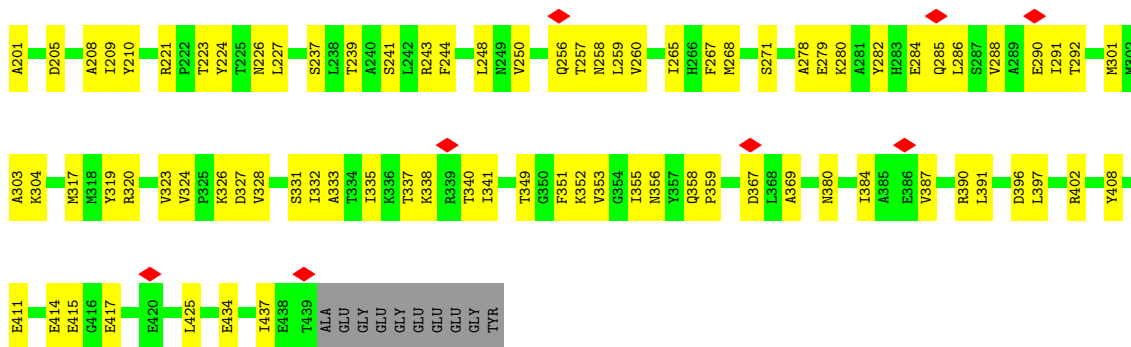 A201 D205 A208 I209 Y210 R221 P222 T223 Y224 T225 N226 L227 S237 L238 T239 A240 S241 L242 R243 F244 L248 N249 V250 Q256 T257 N258 L259 V260 I265 H266 F267 M268 S271 A278 E279 K280 A281 Y282 H283 E284 Q285 L286 S287 V288 A289 E290 I291 T292 M301 M302
A303 K304 M317 M318 Y319 R320 V323 V324 P325 K326 D327 V328 S331 I332 A333 T334 I335 K336 T337 K338 R339 T340 I341 T349 G350 F351 K352 V353 G354 I355 N356 Y357 Q358 P359 D367 L368 A369 N380 I384 A385 E386 V387 R390 L391 D396 L397 R402 Y408
E411 E414 E415 G416 E417 E420 L425 E434 I437 E438 T439 ALA GLU GLY GLU GLY GLU GLU GLU GLY TYR